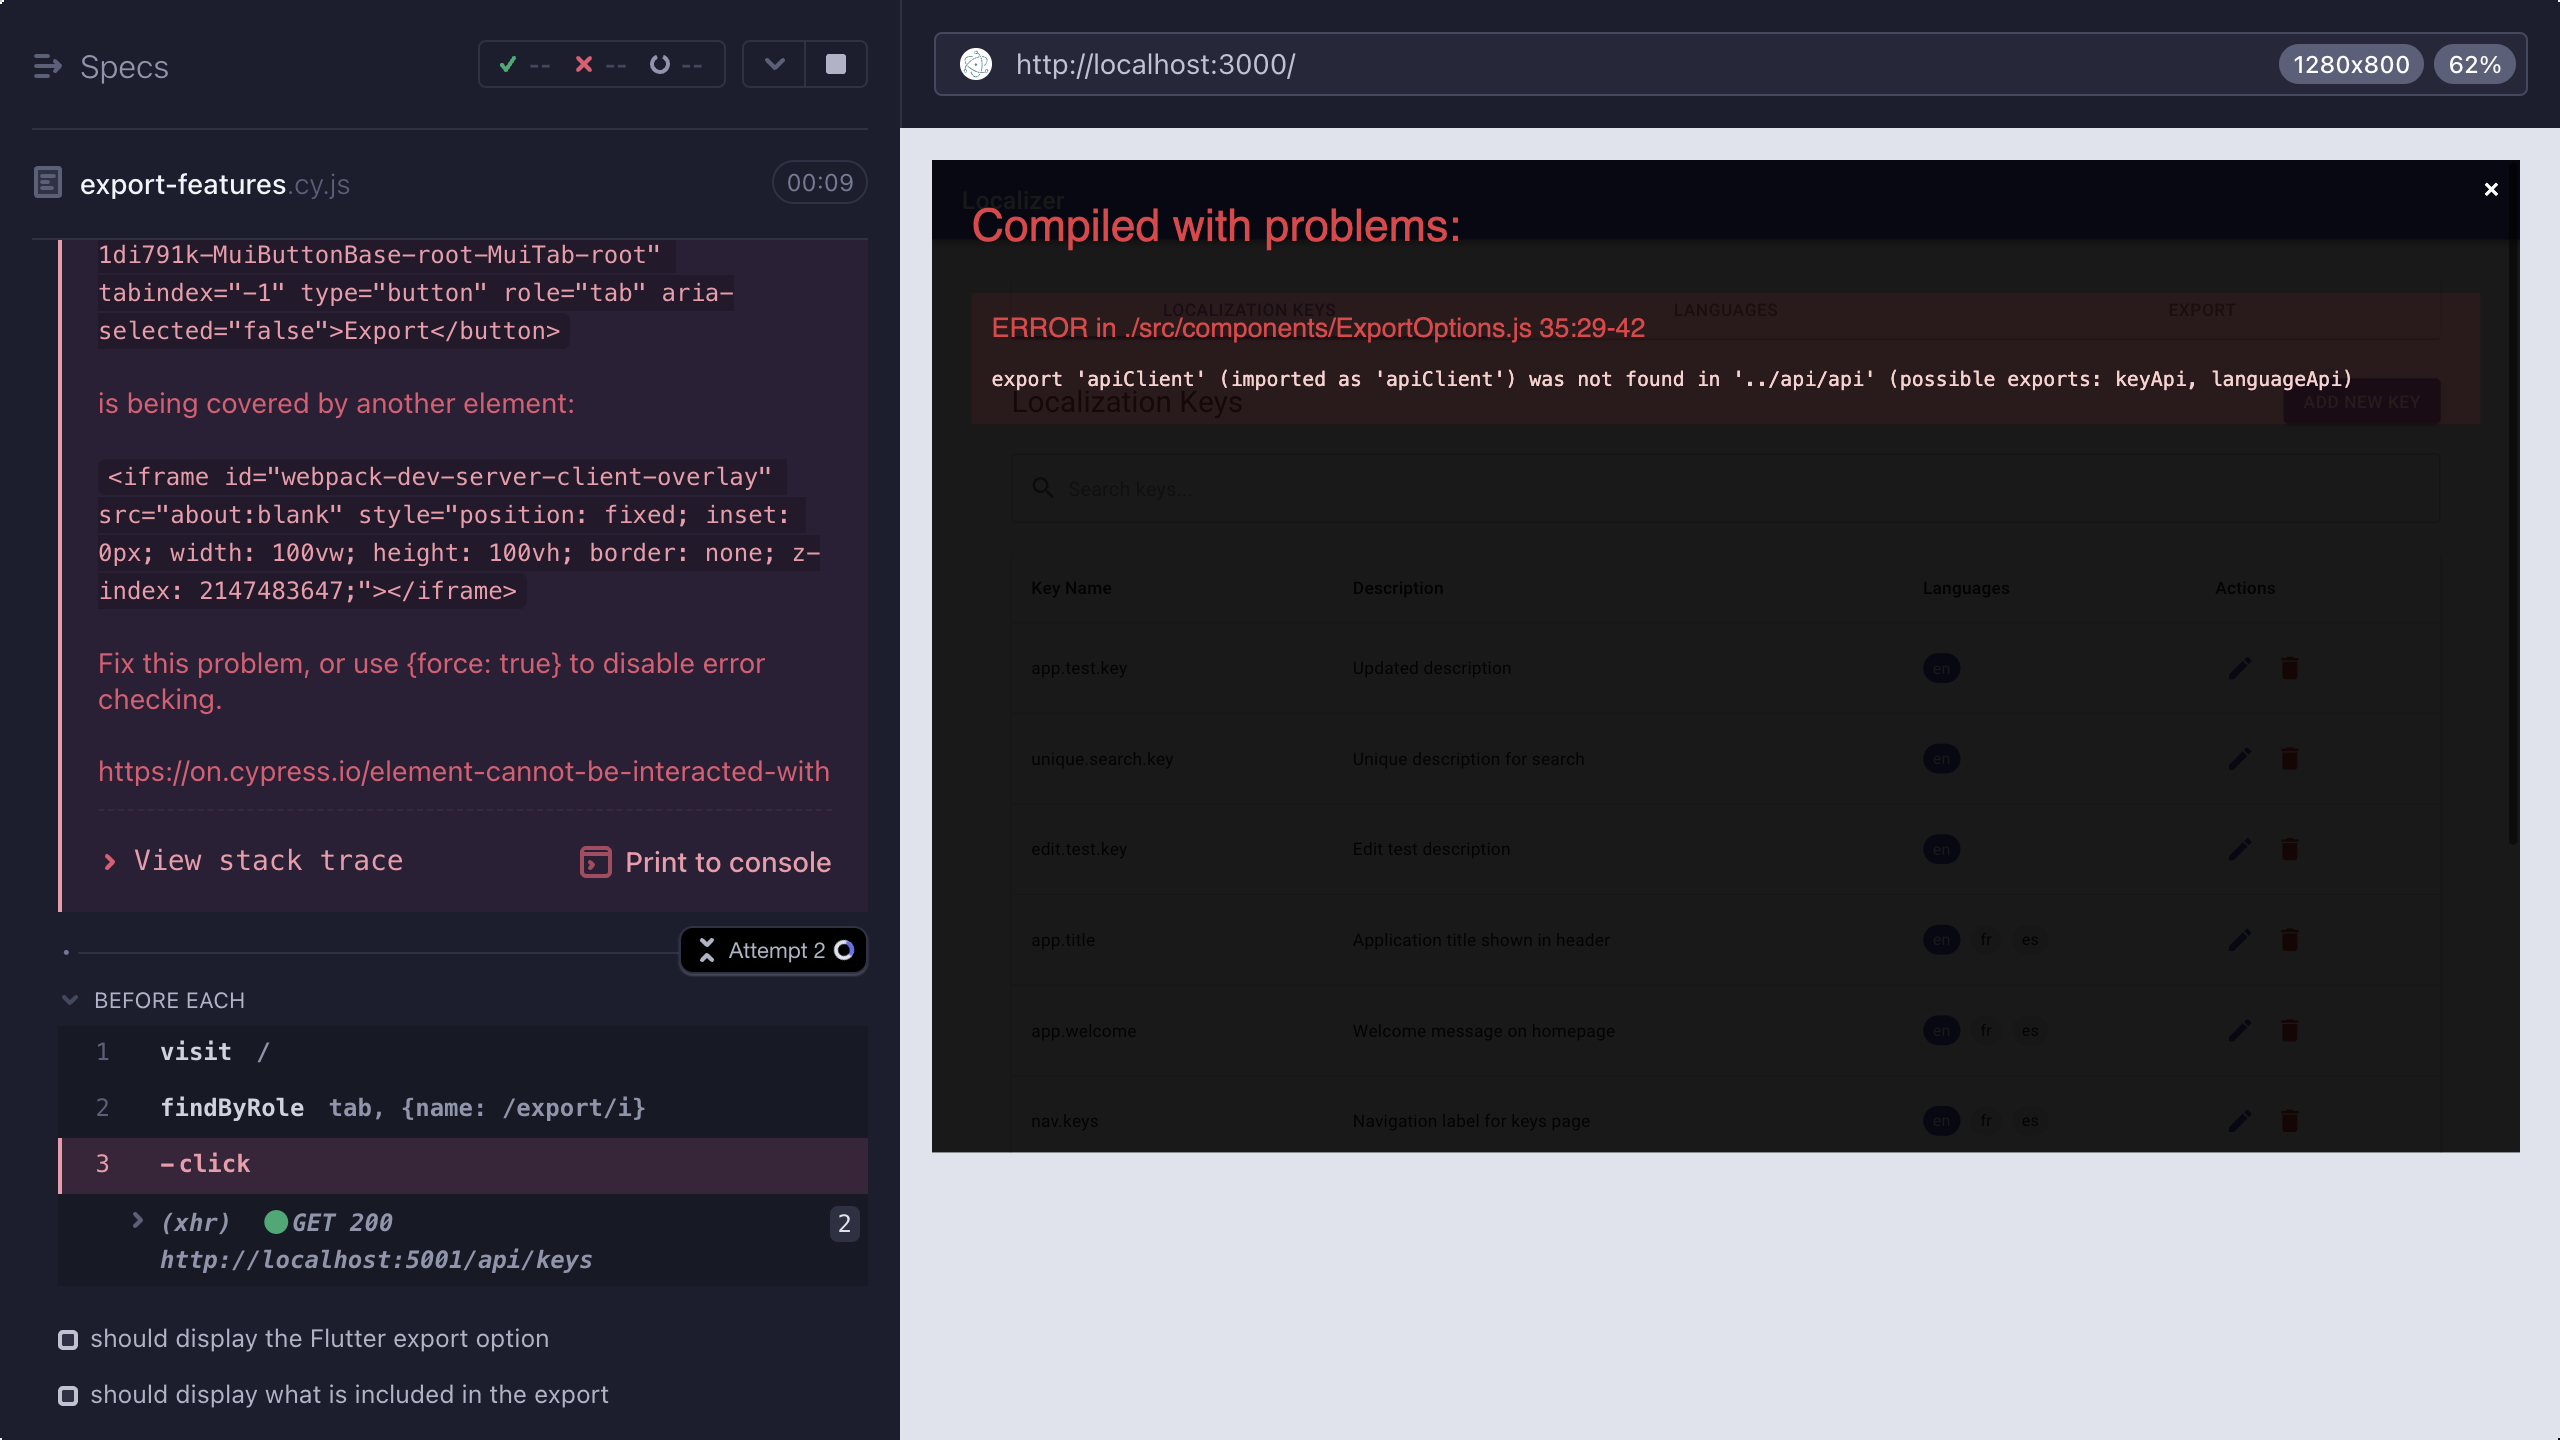 Specs
-- -- --
export-features.cy.js
00:09
1di791k-MuiButtonBase-root-MuiTab-root"
tabindex="-1" type="button" role="tab" aria-
selected="false">Export</button>
is being covered by another element:
<iframe id="webpack-dev-server-client-overlay"
src="about:blank" style="position: fixed; inset:
0px; width: 100vw; height: 100vh; border: none; z-
index: 2147483647;"></iframe>
Fix this problem, or use {force: true} to disable error
checking.
https://on.cypress.io/element-cannot-be-interacted-with
View stack trace
Print to console
Attempt 2
BEFORE EACH
1 visit /
2 findByRole tab, {name: /export/i}
3 -click
(xhr) GET 200
2
http://localhost:5001/api/keys
should display the Flutter export option
should display what is included in the export
http://localhost:3000/
1280x800
62%
Localizer
×
Compiled with problems:
LOCALIZATION KEYS LANGUAGES EXPORT
ERROR in ./src/components/ExportOptions.js 35:29-42
export 'apiClient' (imported as 'apiClient') was not found in '../api/api' (possible exports: keyApi, languageApi)
Localization Keys
ADD NEW KEY
Search keys...
Key Name Description Languages Actions
app.test.key Updated description en
unique.search.key Unique description for search en
edit.test.key Edit test description en
app.title Application title shown in header en fr es
app.welcome Welcome message on homepage en fr es
nav.keys Navigation label for keys page en fr es